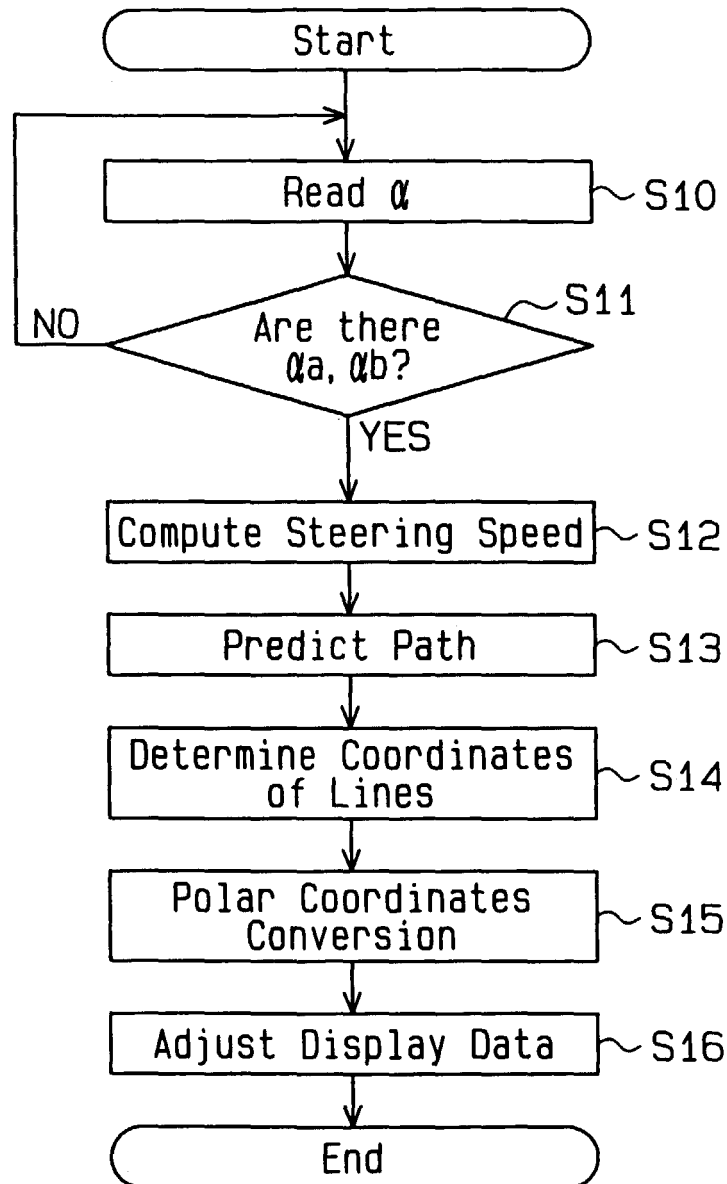 Start
Read α
S10
S11
Are there
αa, αb?
NO
YES
Compute Steering Speed
S12
Predict Path
S13
Determine Coordinates
of Lines
S14
Polar Coordinates
Conversion
S15
Adjust Display Data
S16
End